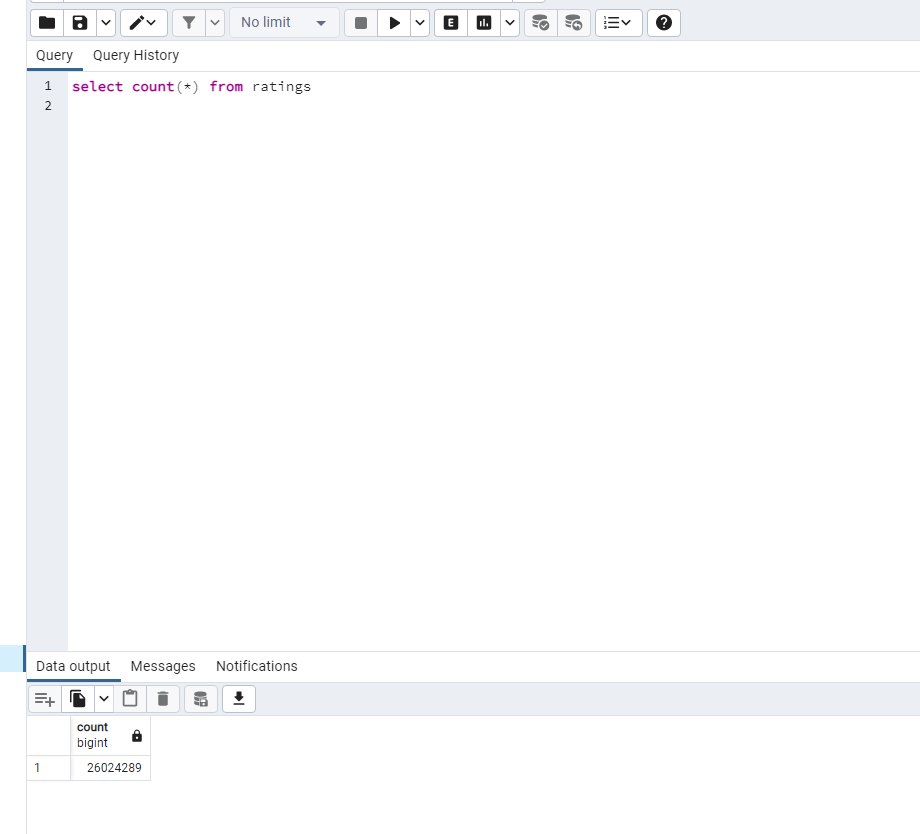 No limit
E
Query Query History
1 select count(*) from ratings
2
Data output Messages Notifications
count
bigint
1 26024289